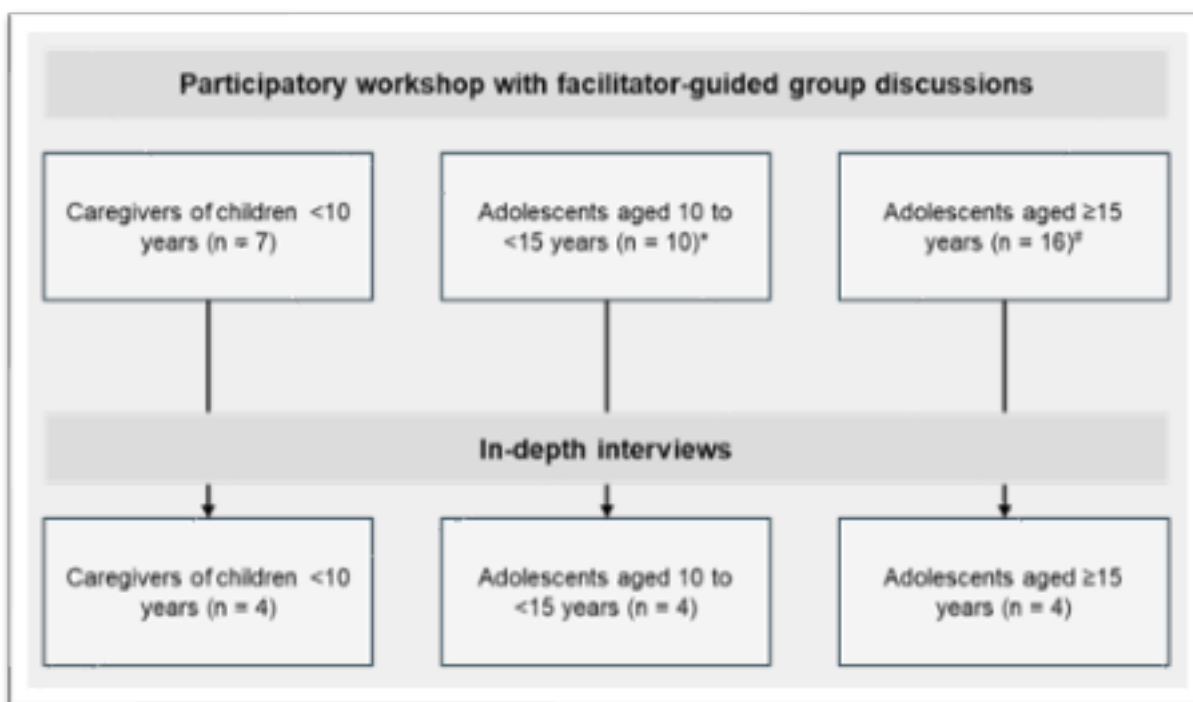 Participatory workshop with facilitator-guided group discussions
Caregivers of children <10
years (n = 7)
Adolescents aged 10 to
<15 years (n = 10)*
Adolescents aged ≥15
years (n = 16)#
In-depth interviews
Caregivers of children <10
years (n = 4)
Adolescents aged 10 to
<15 years (n = 4)
Adolescents aged ≥15
years (n = 4)